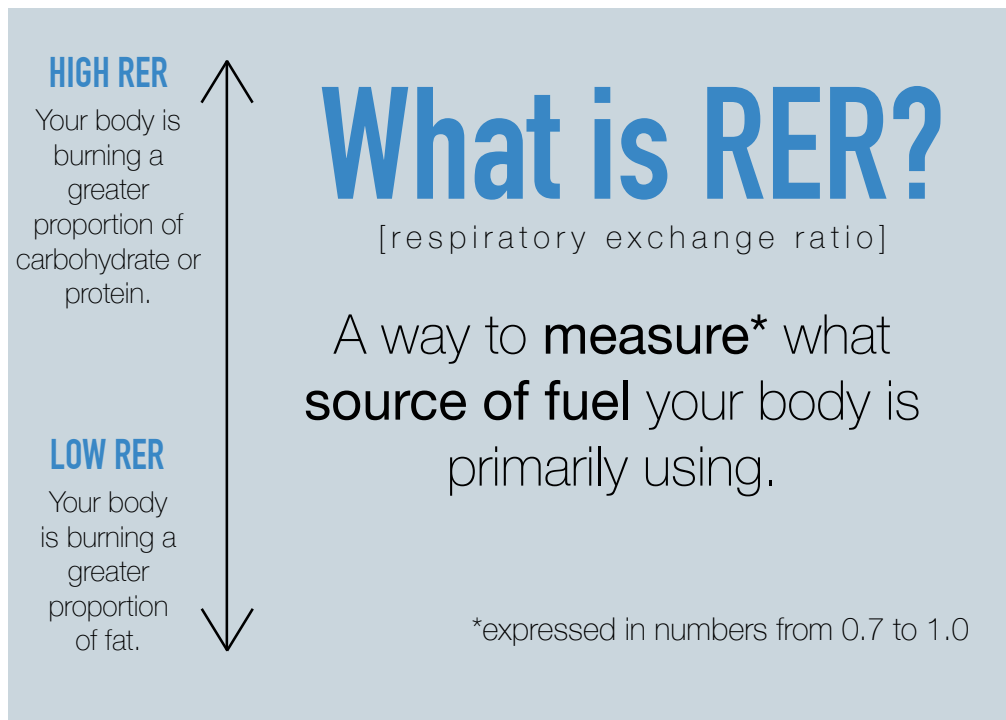 HIGH RER
Your body is
burning a
greater
proportion of
carbohydrate or
protein.
LOW RER
Your body
is burning a
greater
proportion
of fat.
What is RER?
[respiratory exchange ratio]
A way to measure* what
source of fuel your body is
primarily using.
*expressed in numbers from 0.7 to 1.0